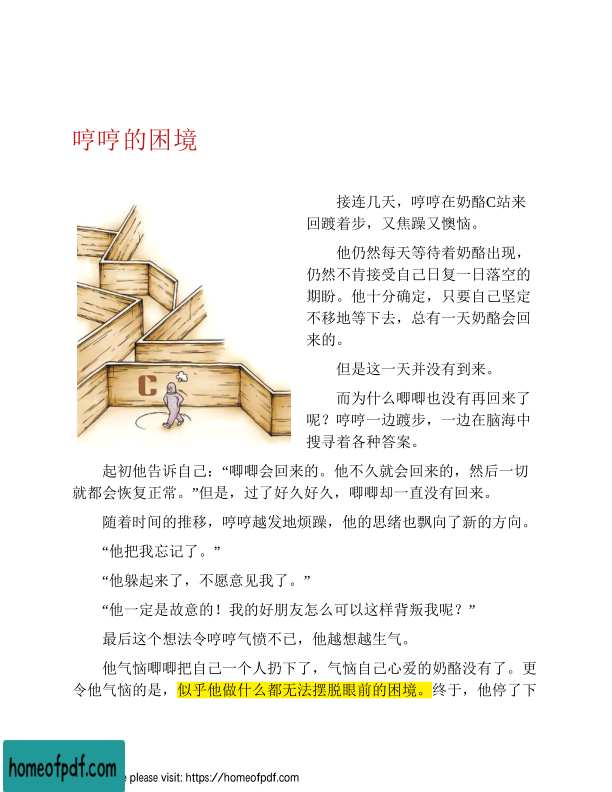 哼哼的困境
接连几天，哼哼在奶酪C站来
回踱着步，又焦躁又懊恼。
他仍然每天等待着奶酪出现，
仍然不肯接受自己日复一日落空的
期盼。他十分确定，只要自己坚定
不移地等下去，总有一天奶酪会回
来的。
但是这一天并没有到来。
而为什么唧唧也没有再回来了
呢？哼哼一边踱步，一边在脑海中
搜寻着各种答案。
C
起初他告诉自己：“唧唧会回来的。他不久就会回来的，然后一切
就都会恢复正常。”但是，过了好久好久，唧唧却一直没有回来。
随着时间的推移，哼哼越发地烦躁，他的思绪也飘向了新的方向。
“他把我忘记了。”
“他躲起来了，不愿意见我了。”
“他一定是故意的！我的好朋友怎么可以这样背叛我呢？”
最后这个想法令哼哼气愤不已，他越想越生气。
他气恼唧唧把自己一个人扔下了，气恼自己心爱的奶酪没有了。更
令他气恼的是，似乎他做什么都无法摆脱眼前的困境。终于，他停了下
homeofpdf.com
e please visit: https://homeofpdf.com